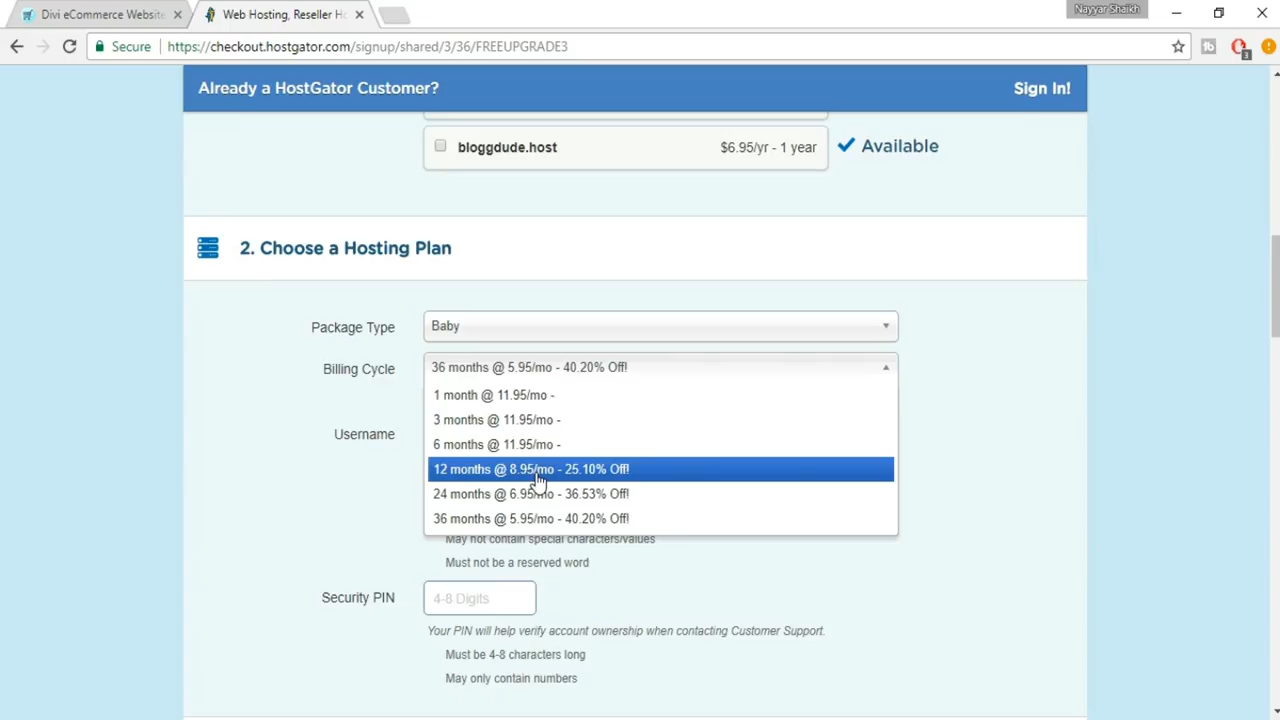 Divi eCommerce Website
Web Hosting, Reseller Ho
Nayyar Shaikh
Secure
https://checkout.hostgator.com/signup/shared/3/36/FREEUPGRADE3
3
Already a HostGator Customer?
Sign In!
bloggdude.host
$6.95/yr - 1 year
Available
2. Choose a Hosting Plan
Package Type
Baby
Billing Cycle
36 months @ 5.95/mo - 40.20% Off!
1 month @ 11.95/mo -
3 months @ 11.95/mo -
Username
6 months @ 11.95/mo -
12 months @ 8.95/mo - 25.10% Off!
24 months @ 6.95/mo - 36.53% Off!
36 months @ 5.95/mo - 40.20% Off!
May not contain special characters/values
Must not be a reserved word
Security PIN
4-8 Digits
Your PIN will help verify account ownership when contacting Customer Support.
Must be 4-8 characters long
May only contain numbers